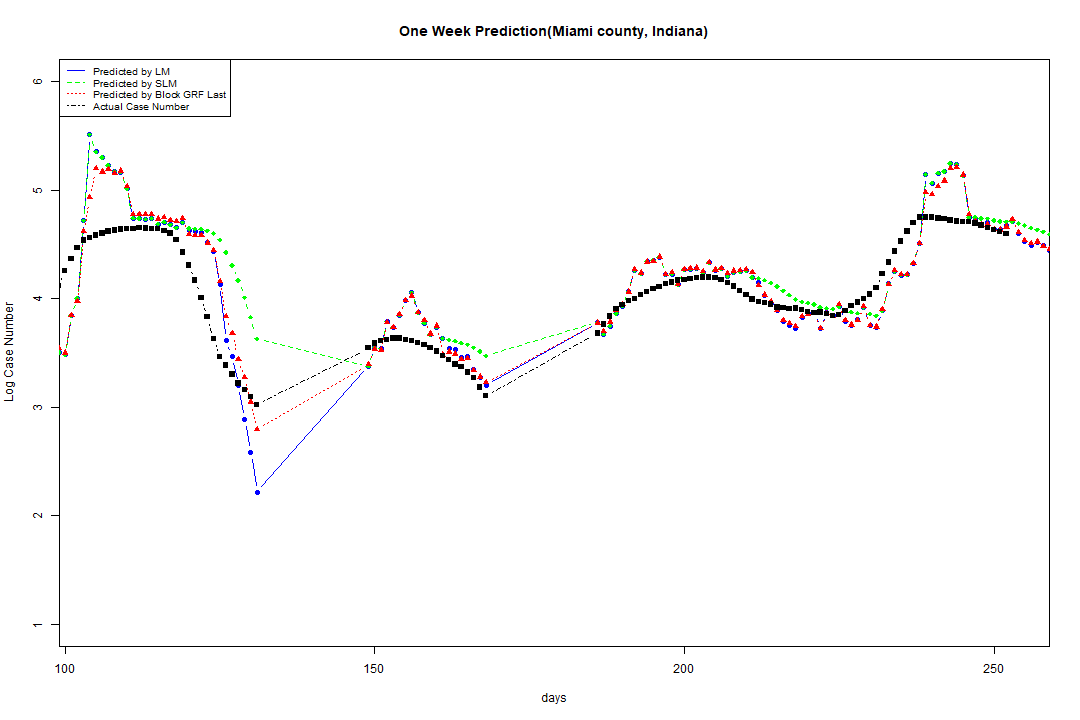 One Week Prediction(Miami county, Indiana)
Predicted by LM
Predicted by SLM
Predicted by Block GRF Last
Actual Case Number
6
5
4
3
2
1
Log Case Number
100 150 200 250
days